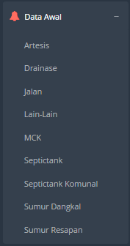 Data Awal −
Artesis
Drainase
Jalan
Lain-Lain
MCK
Septictank
Septictank Komunal
Sumur Dangkal
Sumur Resapan